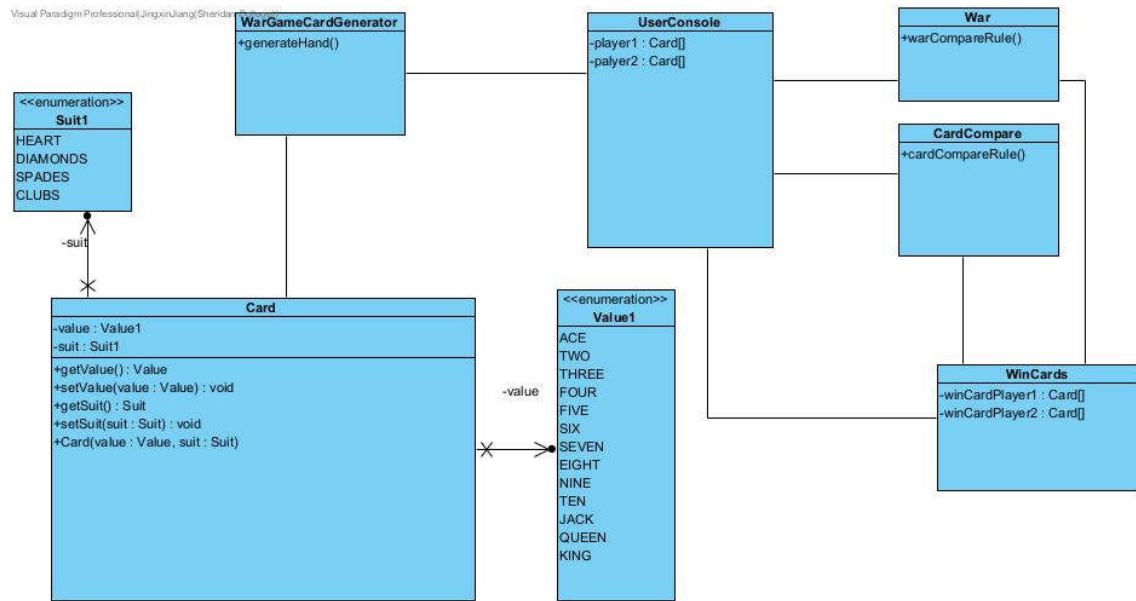 Visual Paradigm Professional(JingxinJiang(Sheridan
WarGameCardGenerator
+generateHand()
UserConsole
-player1 : Card[]
-palyer2 : Card[]
War
+warCompareRule()
<<enumeration>>
Suit1
HEART
DIAMONDS
SPADES
CLUBS
CardCompare
+cardCompareRule()
-suit
Card
-value : Value1
-suit : Suit1
+getValue() : Value
+setValue(value : Value) : void
+getSuit() : Suit
+setSuit(suit : Suit) : void
+Card(value : Value, suit : Suit)
-value
<<enumeration>>
Value1
ACE
TWO
THREE
FOUR
FIVE
SIX
SEVEN
EIGHT
NINE
TEN
JACK
QUEEN
KING
WinCards
-winCardPlayer1 : Card[]
-winCardPlayer2 : Card[]